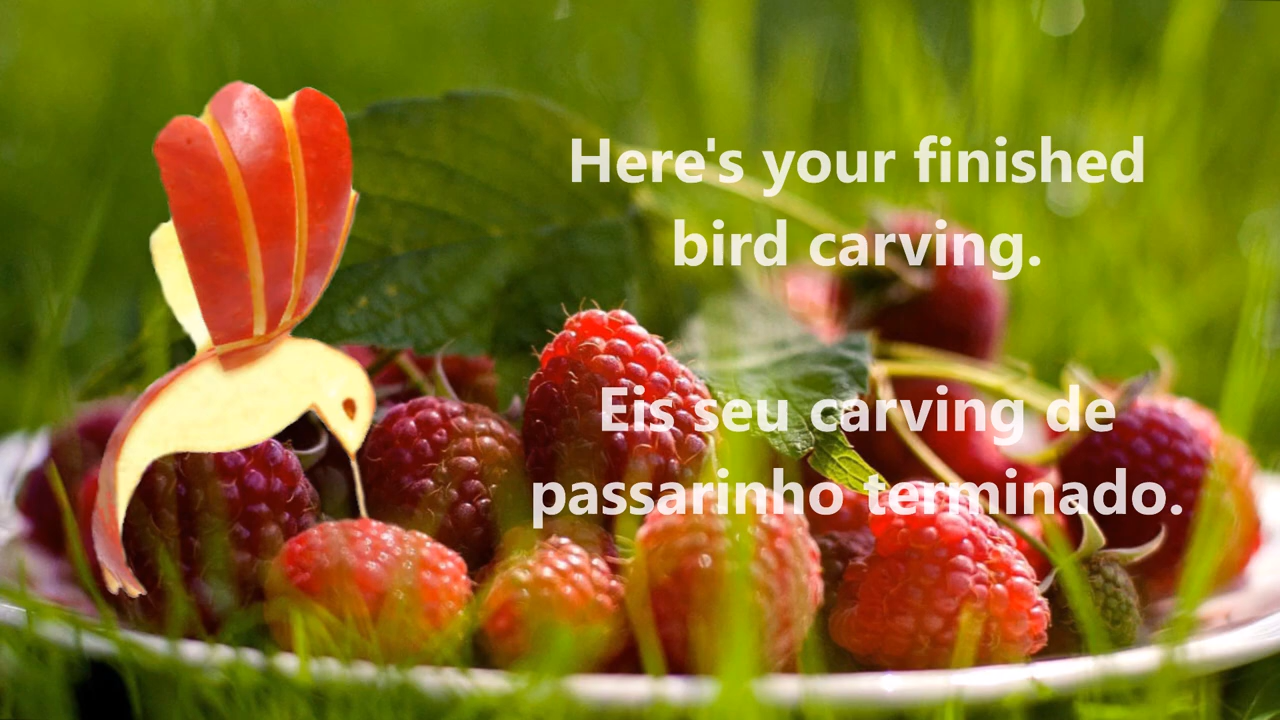 Here's your finished
bird carving.
Eis seu carving de
passarinho terminado.